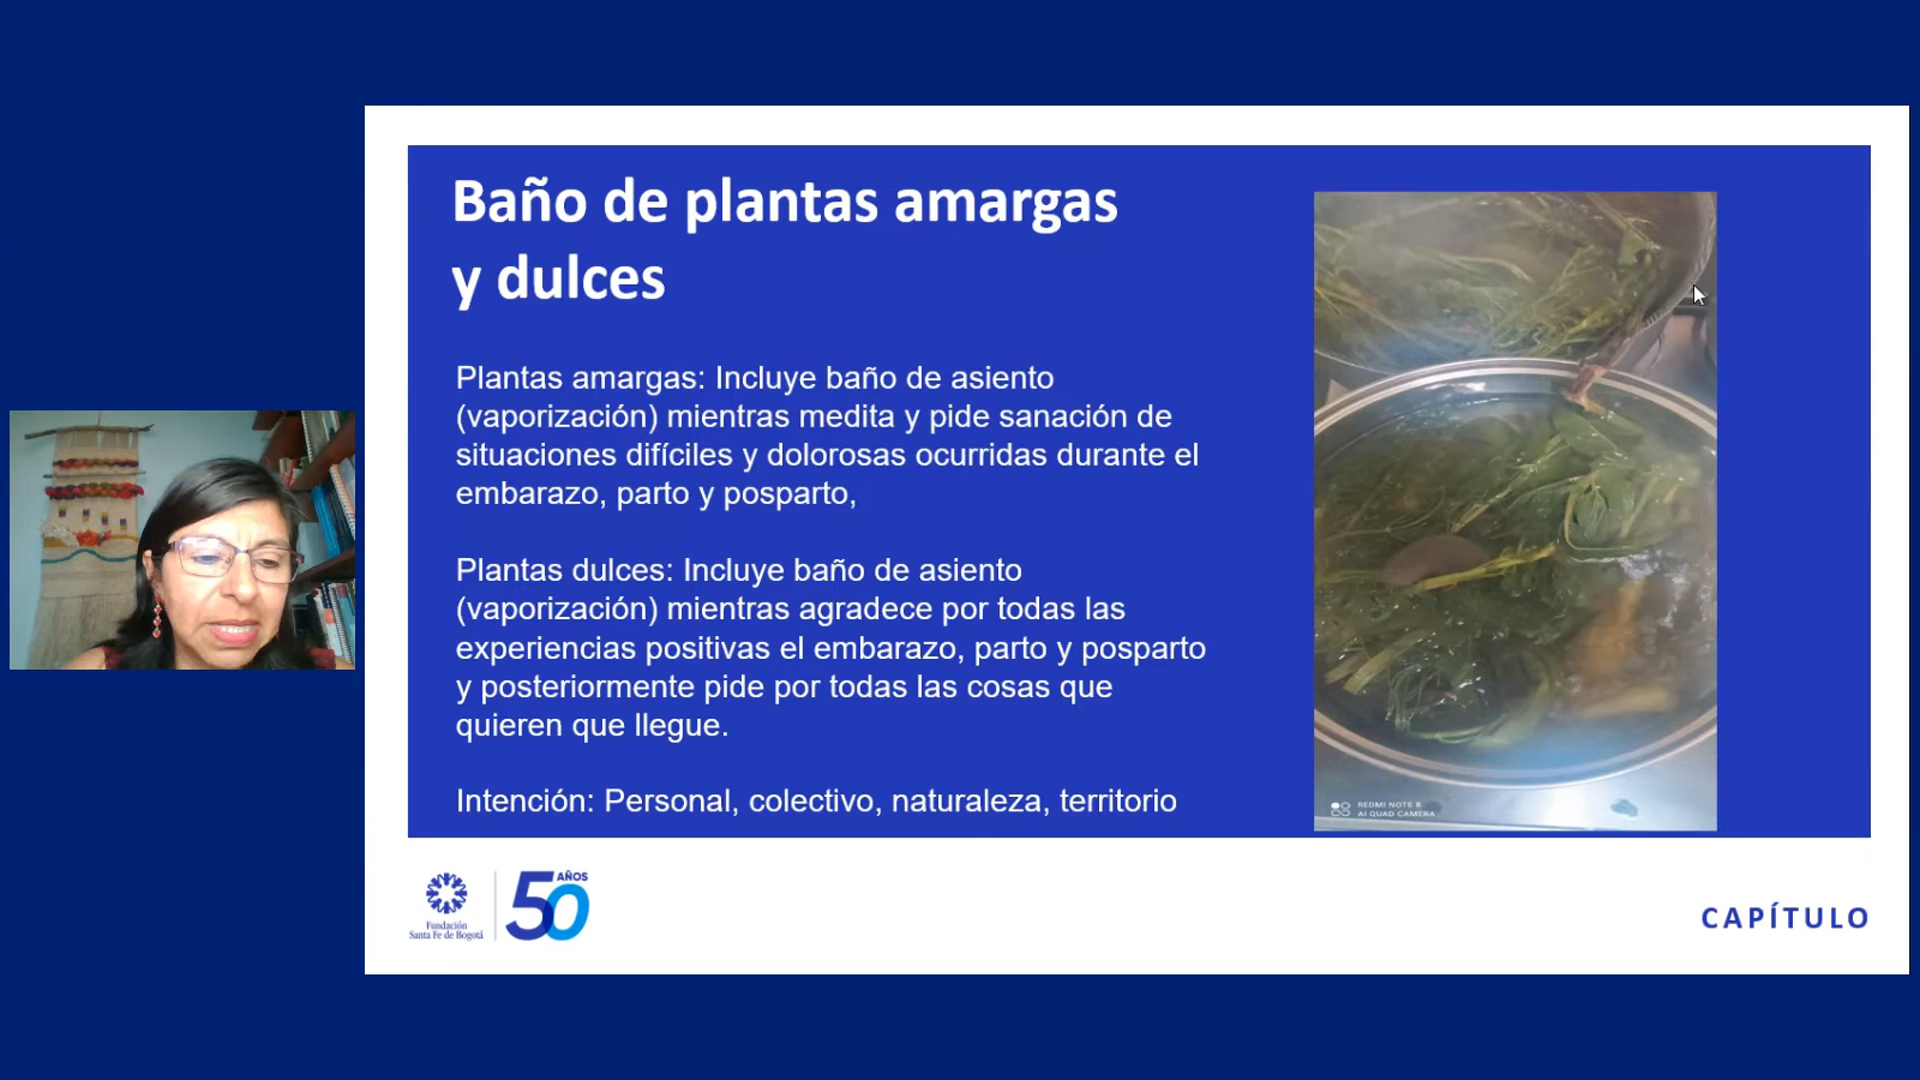 Baño de plantas amargas
y dulces
Plantas amargas: Incluye baño de asiento
(vaporización) mientras medita y pide sanación de
situaciones difíciles y dolorosas ocurridas durante el
embarazo, parto y posparto,
Plantas dulces: Incluye baño de asiento
(vaporización) mientras agradece por todas las
experiencias positivas el embarazo, parto y posparto
y posteriormente pide por todas las cosas que
quieren que llegue.
Intención: Personal, colectivo, naturaleza, territorio
REDMI NOTE 8
AI QUAD CAMERA
Fundación
Santa Fe de Bogotá
50 AÑOS
CAPÍTULO